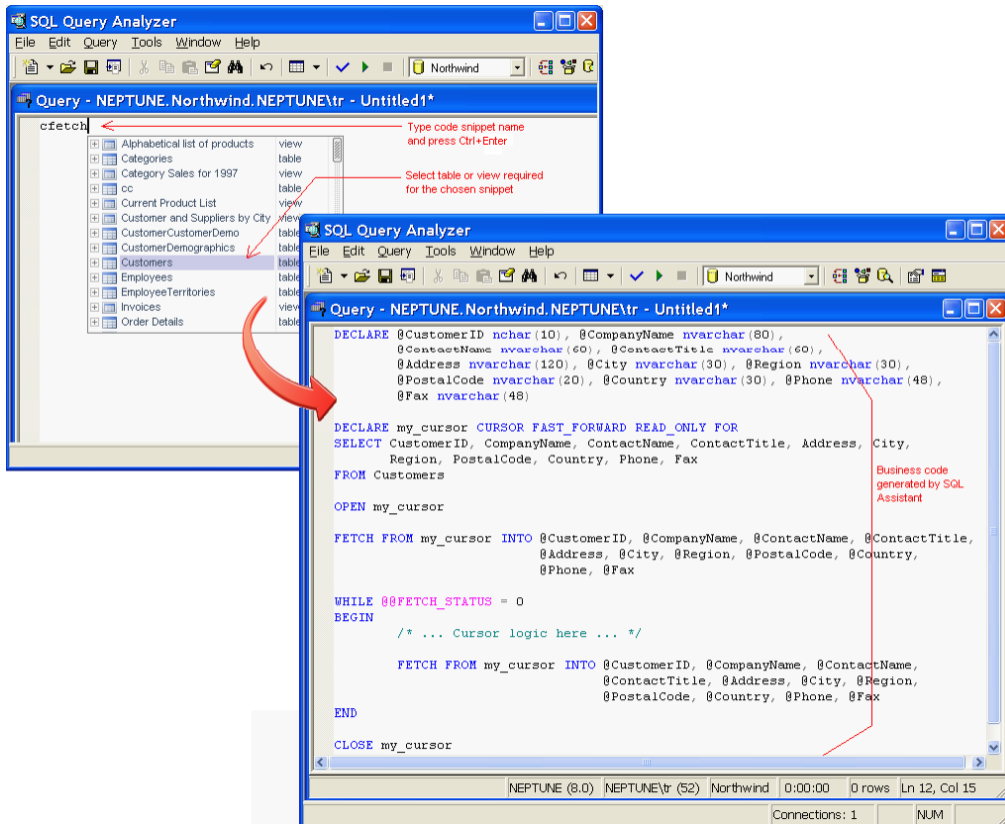 SQL Query Analyzer
File Edit Query Tools Window Help
Northwind
Query - NEPTUNE.Northwind.NEPTUNE\tr - Untitled1*
cfetch
Type code snippet name
and press Ctrl+Enter
Alphabetical list of products view
Categories table
Category Sales for 1997 view
cc table
Current Product List view
Customer and Suppliers by City view
CustomerCustomerDemo table
CustomerDemographics table
Customers table
Employees table
EmployeeTerritories table
Invoices view
Order Details table
Select table or view required
for the chosen snippet
SQL Query Analyzer
File Edit Query Tools Window Help
Northwind
Query - NEPTUNE.Northwind.NEPTUNE\tr - Untitled1*
DECLARE @CustomerID nchar(10), @CompanyName nvarchar(80),
@ContactName nvarchar(60), @ContactTitle nvarchar(60),
@Address nvarchar(120), @City nvarchar(30), @Region nvarchar(30),
@PostalCode nvarchar(20), @Country nvarchar(30), @Phone nvarchar(48),
@Fax nvarchar(48)
DECLARE my_cursor CURSOR FAST_FORWARD READ_ONLY FOR
SELECT CustomerID, CompanyName, ContactName, ContactTitle, Address, City,
Region, PostalCode, Country, Phone, Fax
FROM Customers
OPEN my_cursor
FETCH FROM my_cursor INTO @CustomerID, @CompanyName, @ContactName, @ContactTitle,
@Address, @City, @Region, @PostalCode, @Country,
@Phone, @Fax
WHILE @@FETCH_STATUS = 0
BEGIN
/* ... Cursor logic here ... */
FETCH FROM my_cursor INTO @CustomerID, @CompanyName, @ContactName,
@ContactTitle, @Address, @City, @Region,
@PostalCode, @Country, @Phone, @Fax
END
CLOSE my_cursor
Business code
generated by SQL
Assistant
NEPTUNE (8.0) NEPTUNE\tr (52) Northwind 0:00:00 0 rows Ln 12, Col 15
Connections: 1 NUM